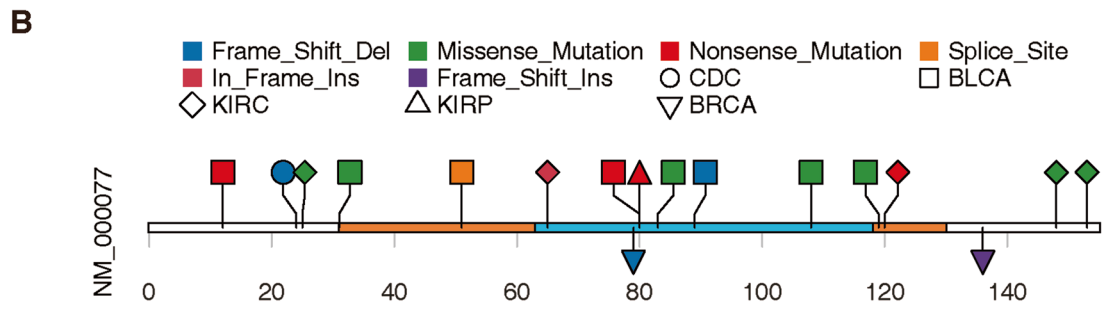 B
Frame_Shift_Del Missense_Mutation Nonsense_Mutation Splice_Site
In_Frame_Ins Frame_Shift_Ins CDC BLCA
KIRC KIRP BRCA
NM_000077
0 20 40 60 80 100 120 140